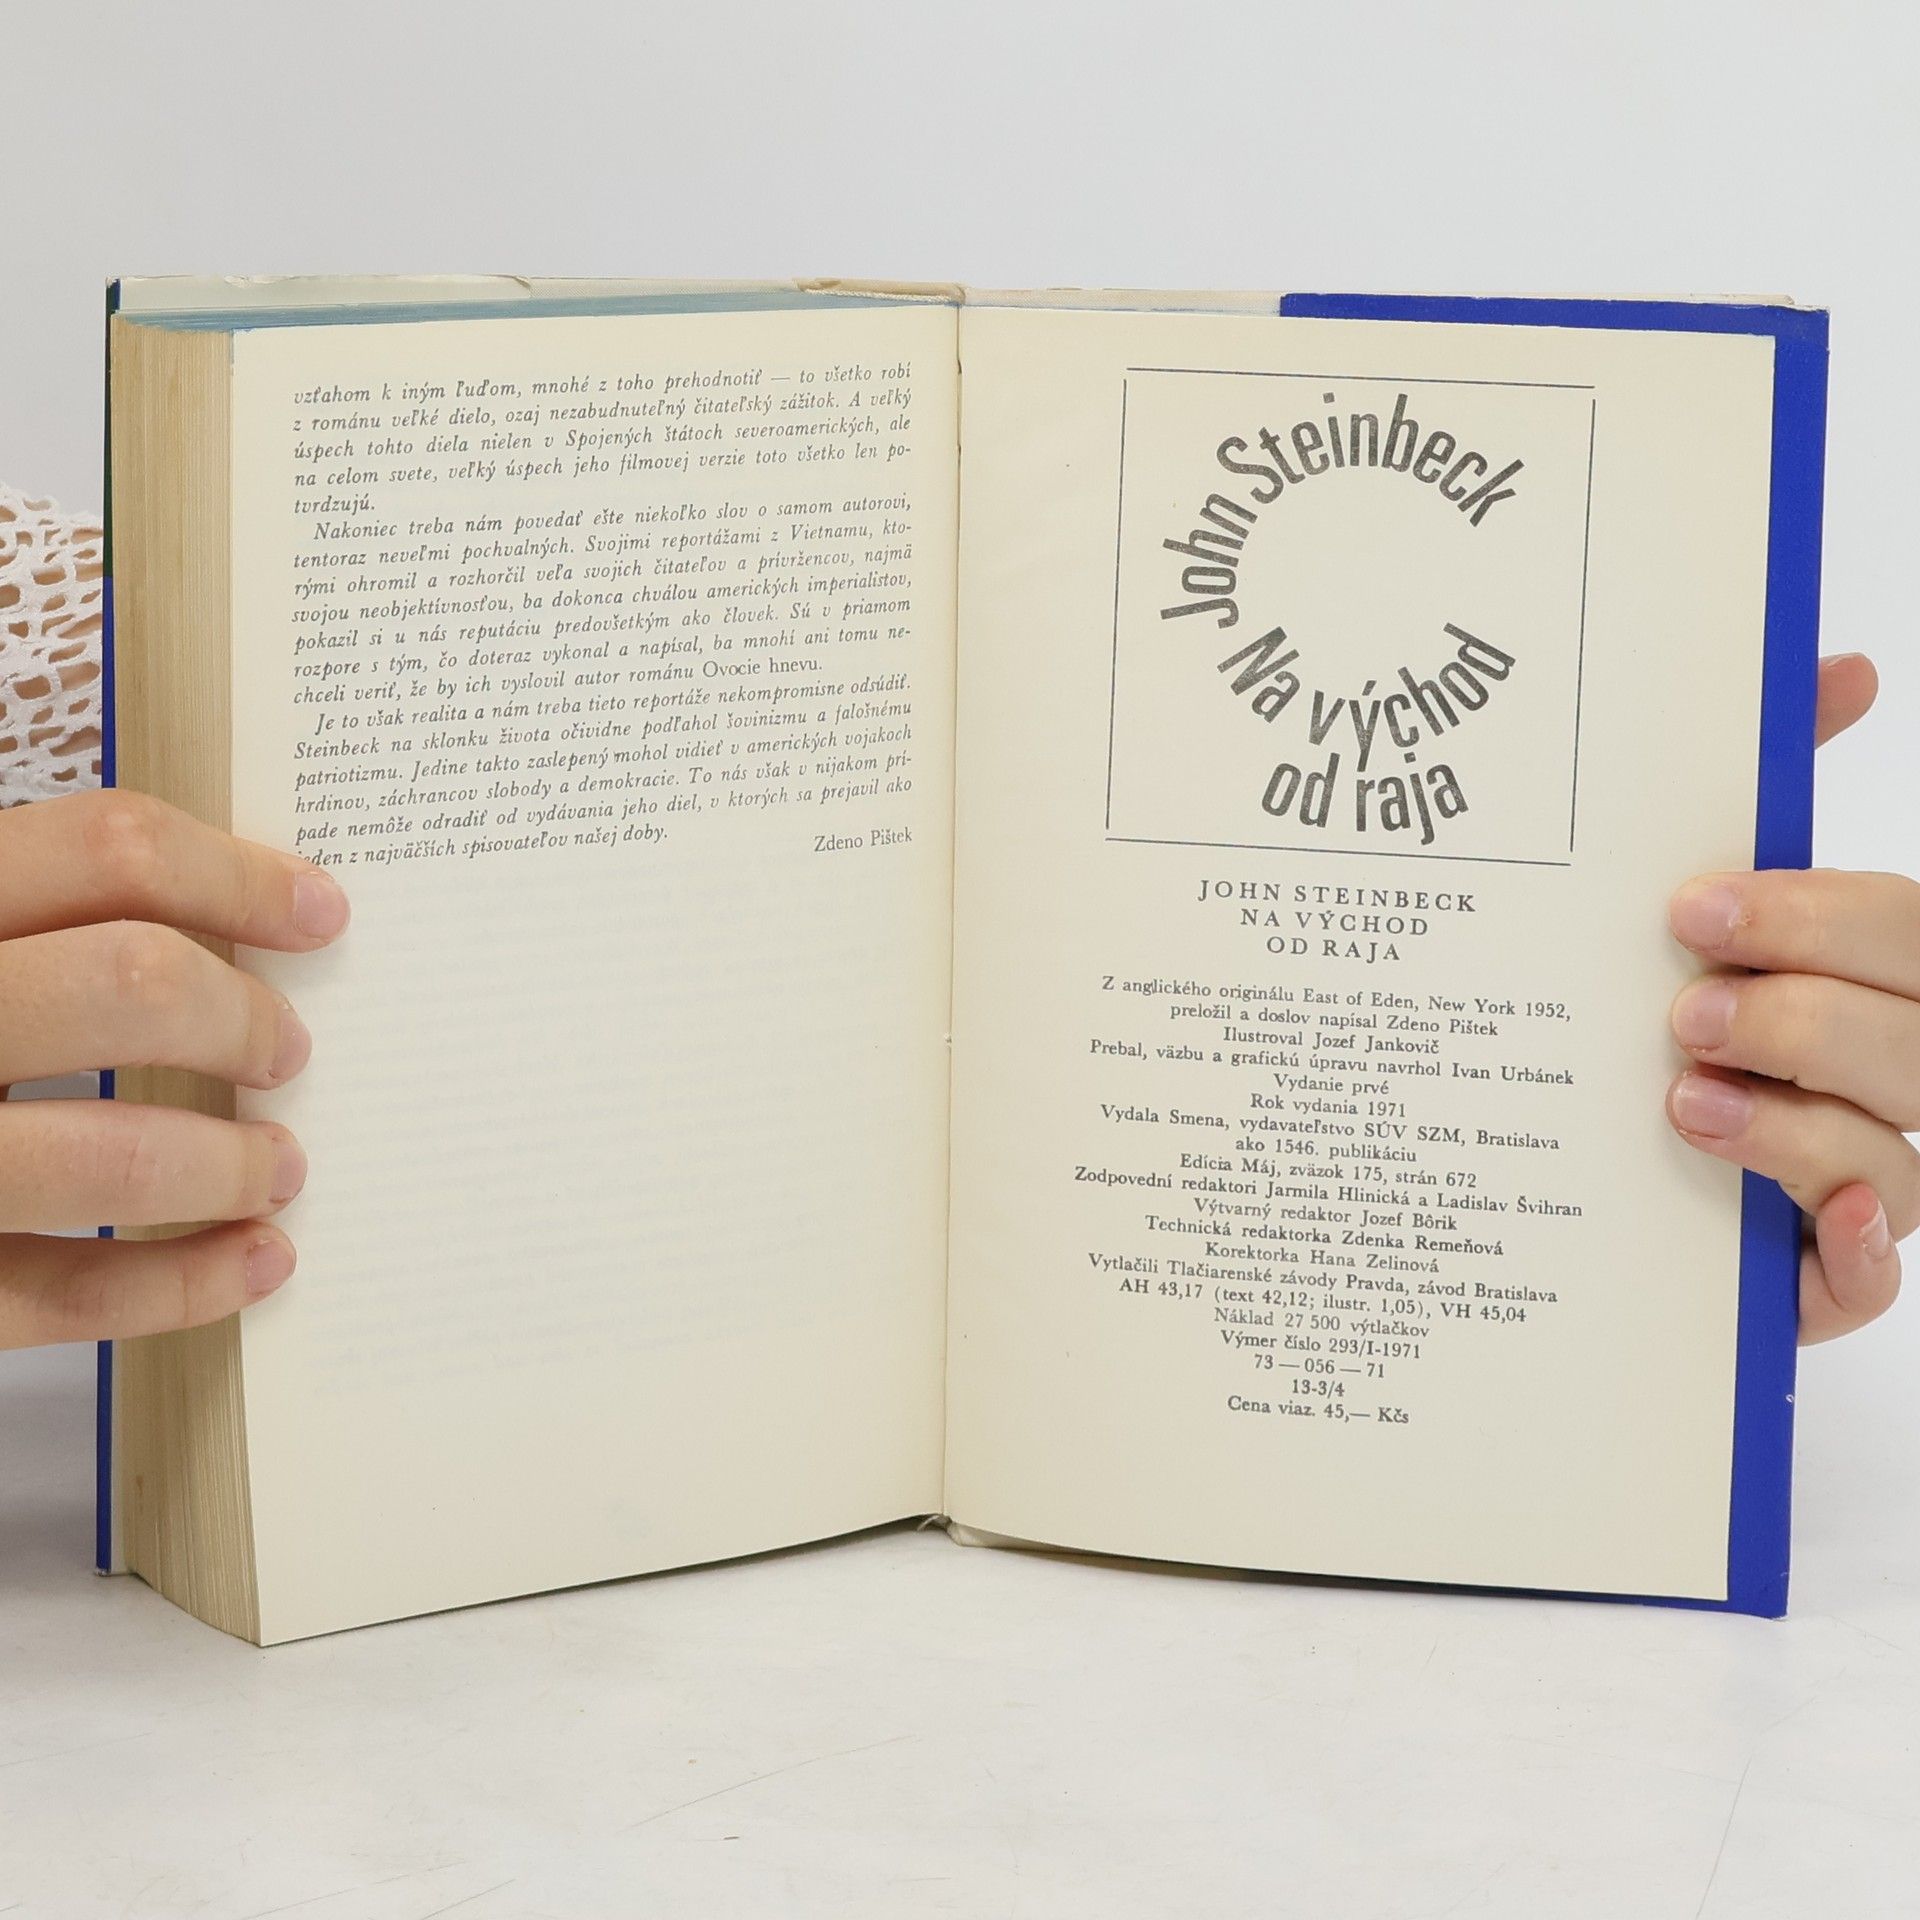 vzťahom k iným ľuďom, mnohé z toho prehodnotiť — to všetko robí
z románu veľké dielo, ozaj nezabudnuteľný čitateľský zážitok. A veľký
úspech tohto diela nielen v Spojených štátoch severoamerických, ale
na celom svete, veľký úspech jeho filmovej verzie toto všetko len po-
tvrdzujú.
Nakoniec treba nám povedať ešte niekoľko slov o samom autorovi,
tentoraz neveľmi pochvalných. Svojimi reportážami z Vietnamu, kto-
rými ohromil a rozhorčil veľa svojich čitateľov a prívržencov, najmä
svojou neobjektívnosťou, ba dokonca chválou amerických imperialistov,
pokazil si u nás reputáciu predovšetkým ako človek. Sú v priamom
rozpore s tým, čo doteraz vykonal a napísal, ba mnohí ani tomu ne-
chceli veriť, že by ich vyslovil autor románu Ovocie hnevu.
Je to však realita a nám treba tieto reportáže nekompromisne odsúdiť.
Steinbeck na sklonku života očividne podľahol šovinizmu a falošnému
patriotizmu. Jedine takto zaslepený mohol vidieť v amerických vojakoch
hrdinov, záchrancov slobody a demokracie. To nás však v nijakom prí-
pade nemôže odradiť od vydávania jeho diel, v ktorých sa prejavil ako
jeden z najväčších spisovateľov našej doby.
Zdeno Pištek
John Steinbeck
Na východ
od raja
JOHN STEINBECK
NA VÝCHOD
OD RAJA
Z anglického originálu East of Eden, New York 1952,
preložil a doslov napísal Zdeno Pištek
Ilustroval Jozef Jankovič
Prebal, väzbu a grafickú úpravu navrhol Ivan Urbánek
Vydanie prvé
Rok vydania 1971
Vydala Smena, vydavateľstvo SÚV SZM, Bratislava
ako 1546. publikáciu
Edícia Máj, zväzok 175, strán 672
Zodpovední redaktori Jarmila Hlinická a Ladislav Švihran
Výtvarný redaktor Jozef Bôrik
Technická redaktorka Zdenka Remeňová
Korektorka Hana Zelinová
Vytlačili Tlačiarenské závody Pravda, závod Bratislava
AH 43,17 (text 42,12; ilustr. 1,05), VH 45,04
Náklad 27 500 výtlačkov
Výmer číslo 293/I-1971
73 — 056 — 71
13-3/4
Cena viaz. 45,— Kčs